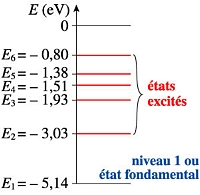 E (eV)
0
E₆ = − 0,80
E₅ = − 1,38
E₄ = − 1,51
E₃ = − 1,93
états
excités
E₂ = − 3,03
niveau 1 ou
état fondamental
E₁ = − 5,14